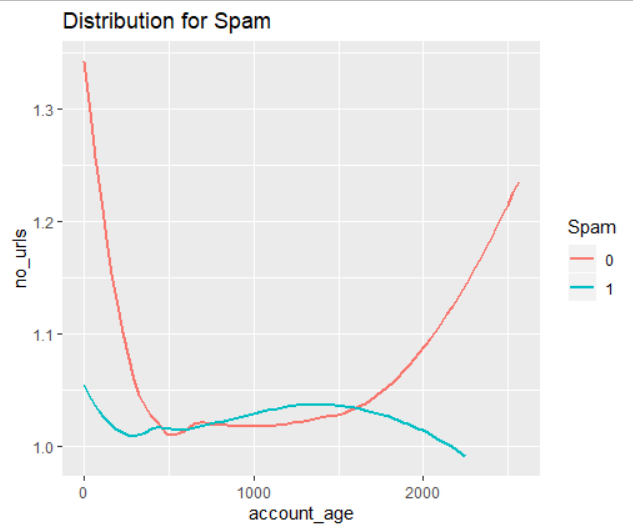 Distribution for Spam
1.3
1.2
1.1
1.0
no_urls
0
1000
2000
account_age
Spam
0
1